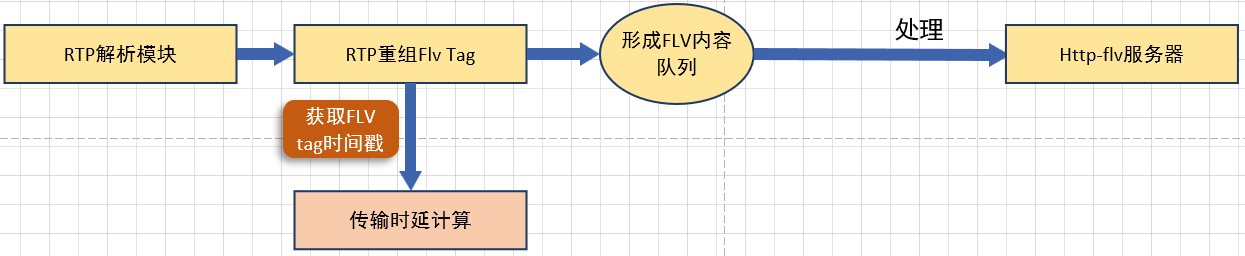 RTP解析模块
RTP重组Flv Tag
形成FLV内容
队列
处理
Http-flv服务器
获取FLV
tag时间戳
传输时延计算